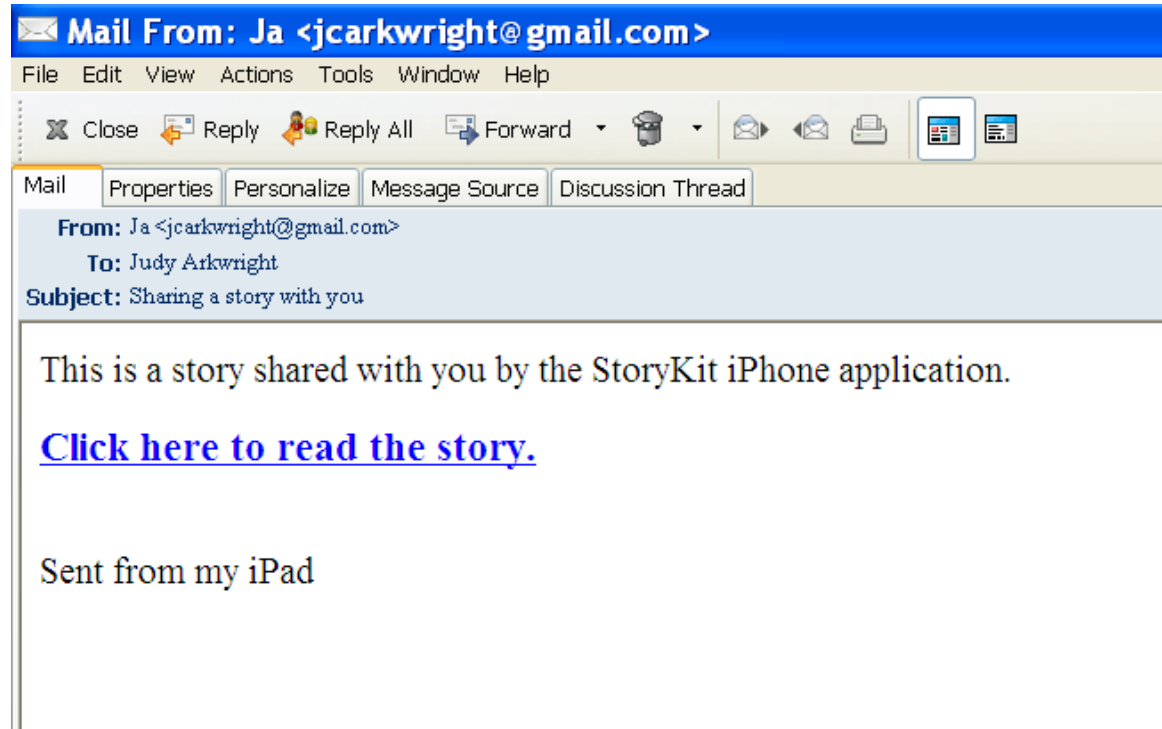 Mail From: Ja <jcarkwright@gmail.com>
File Edit View Actions Tools Window Help
Close Reply Reply All Forward
Mail Properties Personalize Message Source Discussion Thread
From: Ja <jcarkwright@gmail.com>
To: Judy Arkwright
Subject: Sharing a story with you
This is a story shared with you by the StoryKit iPhone application.
Click here to read the story.
Sent from my iPad